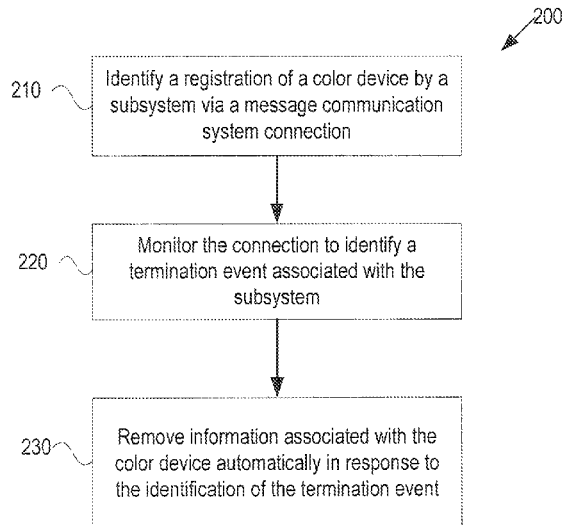 200
210
Identify a registration of a color device by a
subsystem via a message communication
system connection
220
Monitor the connection to identify a
termination event associated with the
subsystem
230
Remove information associated with the
color device automatically in response to
the identification of the termination event